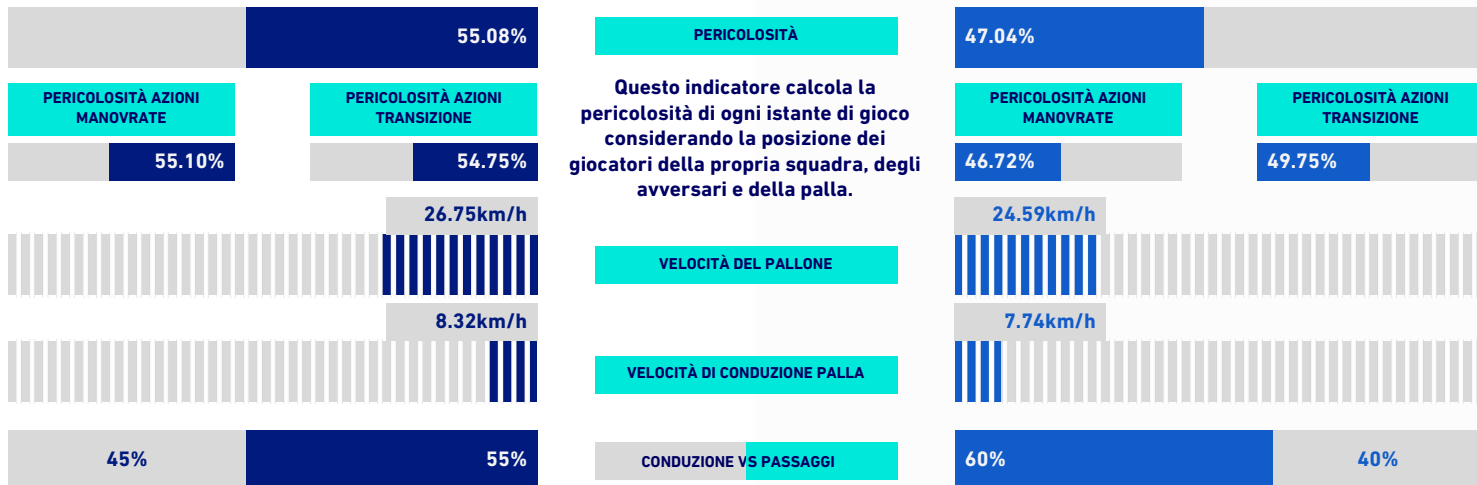 55.08%
PERICOLOSITÀ
47.04%
Questo indicatore calcola la
pericolosità di ogni istante di gioco
considerando la posizione dei
giocatori della propria squadra, degli
avversari e della palla.
PERICOLOSITÀ AZIONI
MANOVRATE
PERICOLOSITÀ AZIONI
TRANSIZIONE
PERICOLOSITÀ AZIONI
MANOVRATE
PERICOLOSITÀ AZIONI
TRANSIZIONE
55.10%
54.75%
46.72%
49.75%
26.75km/h
24.59km/h
VELOCITÀ DEL PALLONE
8.32km/h
7.74km/h
VELOCITÀ DI CONDUZIONE PALLA
45%
55%
CONDUZIONE VS PASSAGGI
60%
40%